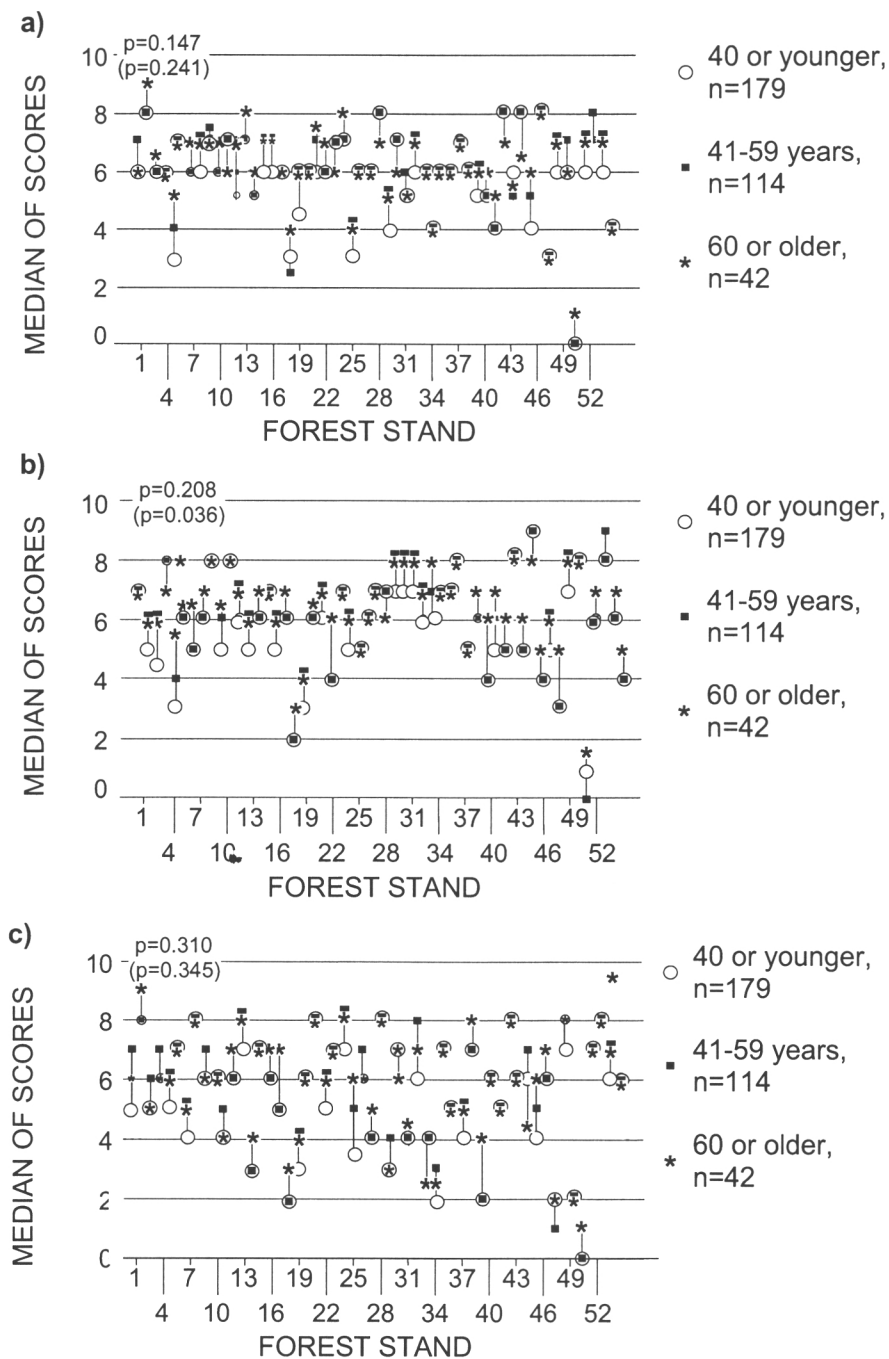 a)
p=0.147
(p=0.241)
MEDIAN OF SCORES
10
8
6
4
2
0
1 7 13 19 25 31 37 43 49
4 10 16 22 28 34 40 46 52
FOREST STAND
40 or younger,
n=179
41-59 years,
n=114
60 or older,
n=42
b)
p=0.208
(p=0.036)
MEDIAN OF SCORES
10
8
6
4
2
0
1 7 13 19 25 31 37 43 49
4 10 16 22 28 34 40 46 52
FOREST STAND
40 or younger,
n=179
41-59 years,
n=114
60 or older,
n=42
c)
p=0.310
(p=0.345)
MEDIAN OF SCORES
10
8
6
4
2
C
1 7 13 19 25 31 37 43 49
4 10 16 22 28 34 40 46 52
FOREST STAND
40 or younger,
n=179
41-59 years,
n=114
60 or older,
n=42